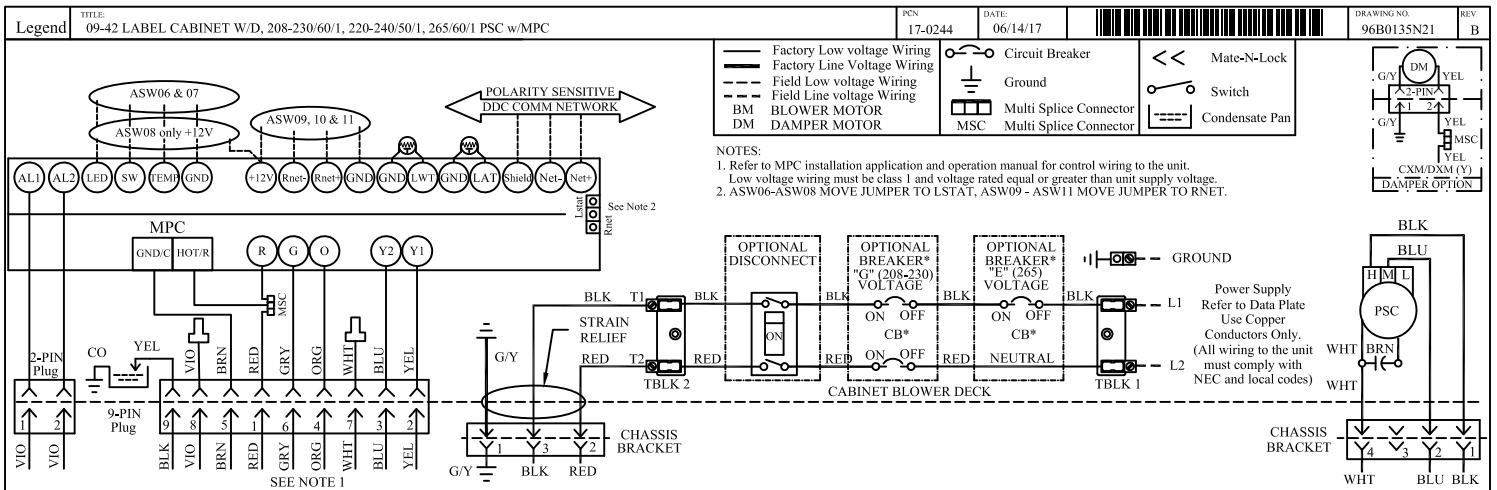 Legend
TITLE:
09-42 LABEL CABINET W/D, 208-230/60/1, 220-240/50/1, 265/60/1 PSC w/MPC
PCN
17-0244
DATE:
06/14/17
DRAWING NO.
96B0135N21
REV
B
Factory Low voltage Wiring
Factory Line Voltage Wiring
Field Low voltage Wiring
Field Line voltage Wiring
BM BLOWER MOTOR
DM DAMPER MOTOR
Circuit Breaker
Ground
Multi Splice Connector
MSC Multi Splice Connector
Mate-N-Lock
Switch
Condensate Pan
NOTES:
1. Refer to MPC installation application and operation manual for control wiring to the unit.
Low voltage wiring must be class 1 and voltage rated equal or greater than unit supply voltage.
2. ASW06-ASW08 MOVE JUMPER TO LSTAT, ASW09 - ASW11 MOVE JUMPER TO RNET.
DM
G/Y YEL
2-PIN
1 2
G/Y YEL
MSC
YEL
CXM/DXM (Y)
DAMPER OPTION
ASW06 & 07
ASW08 only +12V
ASW09, 10 & 11
POLARITY SENSITIVE
DDC COMM NETWORK
AL1 AL2 LED SW TEMP GND +12V Rnet- Rnet+ GND GND LWT GND LAT Shield Net- Net+
Lstat
Rnet
See Note 2
MPC
GND/C HOT/R R G O Y2 Y1
MSC
2-PIN
Plug
CO YEL VIO BRN RED GRY ORG WHT BLU YEL
9-PIN
Plug
1 2 9 8 5 1 6 4 7 3 2
VIO VIO BLK VIO BRN RED GRY ORG WHT BLU YEL
SEE NOTE 1
G/Y
STRAIN
RELIEF
BLK T1
RED T2
TBLK 2
BLK
RED
OPTIONAL
DISCONNECT
ON
BLK
RED
OPTIONAL
BREAKER*
"G" (208-230)
VOLTAGE
ON OFF
CB*
ON OFF
BLK
RED
OPTIONAL
BREAKER*
"E" (265)
VOLTAGE
ON OFF
CB*
NEUTRAL
BLK
GROUND
L1
L2
TBLK 1
CABINET BLOWER DECK
Power Supply
Refer to Data Plate
Use Copper
Conductors Only.
(All wiring to the unit
must comply with
NEC and local codes)
1 3 2
CHASSIS
BRACKET
G/Y BLK RED
BLK
BLU
H M L
PSC
WHT BRN
WHT
CHASSIS
BRACKET
4 3 2 1
WHT BLU BLK